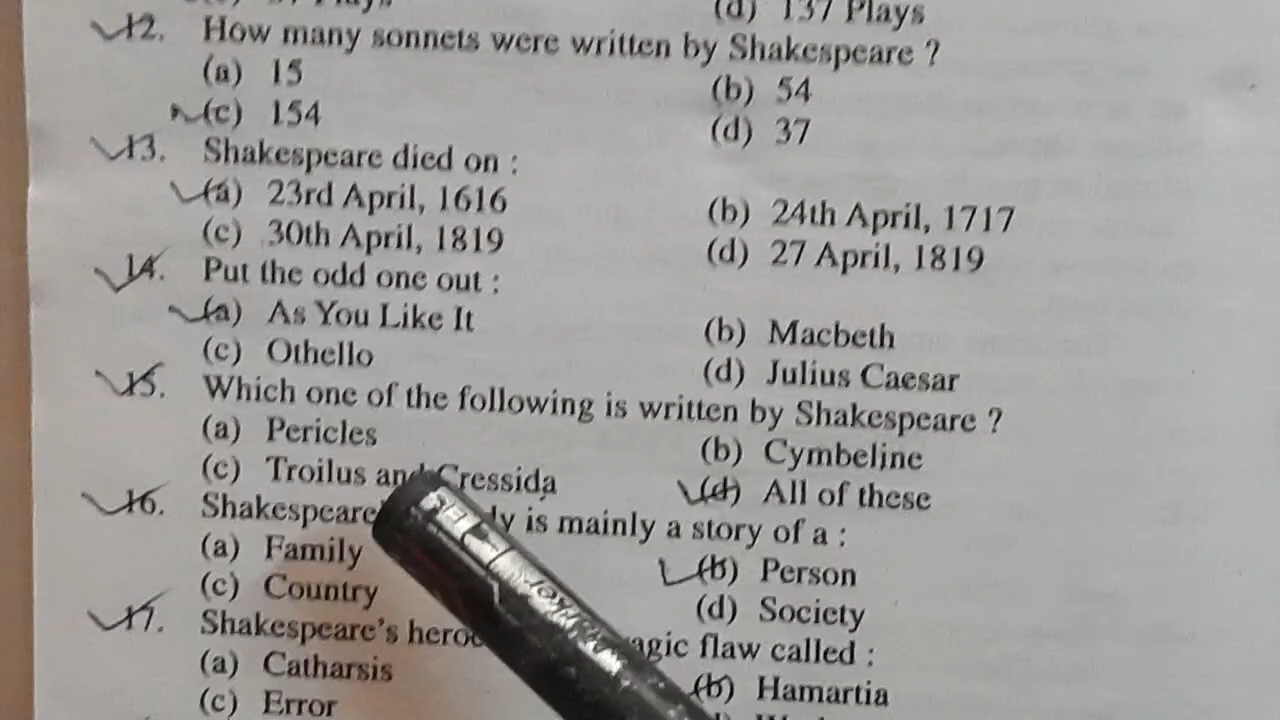 (d) 137 Plays
12. How many sonnets were written by Shakespeare ?
(a) 15 (b) 54
(c) 154 (d) 37
13. Shakespeare died on :
(a) 23rd April, 1616 (b) 24th April, 1717
(c) 30th April, 1819 (d) 27 April, 1819
14. Put the odd one out :
(a) As You Like It (b) Macbeth
(c) Othello (d) Julius Caesar
15. Which one of the following is written by Shakespeare ?
(a) Pericles (b) Cymbeline
(c) Troilus and Cressida (d) All of these
16. Shakespeare is mainly a story of a :
(a) Family (b) Person
(c) Country (d) Society
17. Shakespeare's flaw called :
(a) Catharsis (b) Hamartia
(c) Error